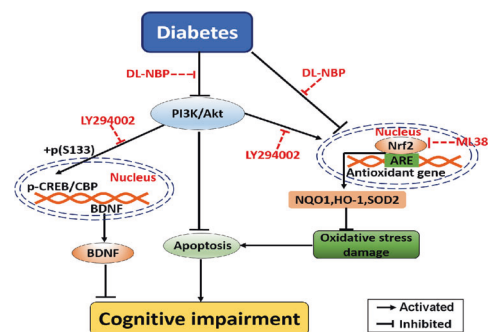 Diabetes
DL-NBP
DL-NBP
PI3K/Akt
LY294002
+p(S133)
Nucleus
p-CREB/CBP
BDNF
LY294002
Nucleus
Nrf2
ML38
ARE
Antioxidant gene
NQO1,HO-1,SOD2
BDNF
Apoptosis
Oxidative stress
damage
Cognitive impairment
Activated
Inhibited